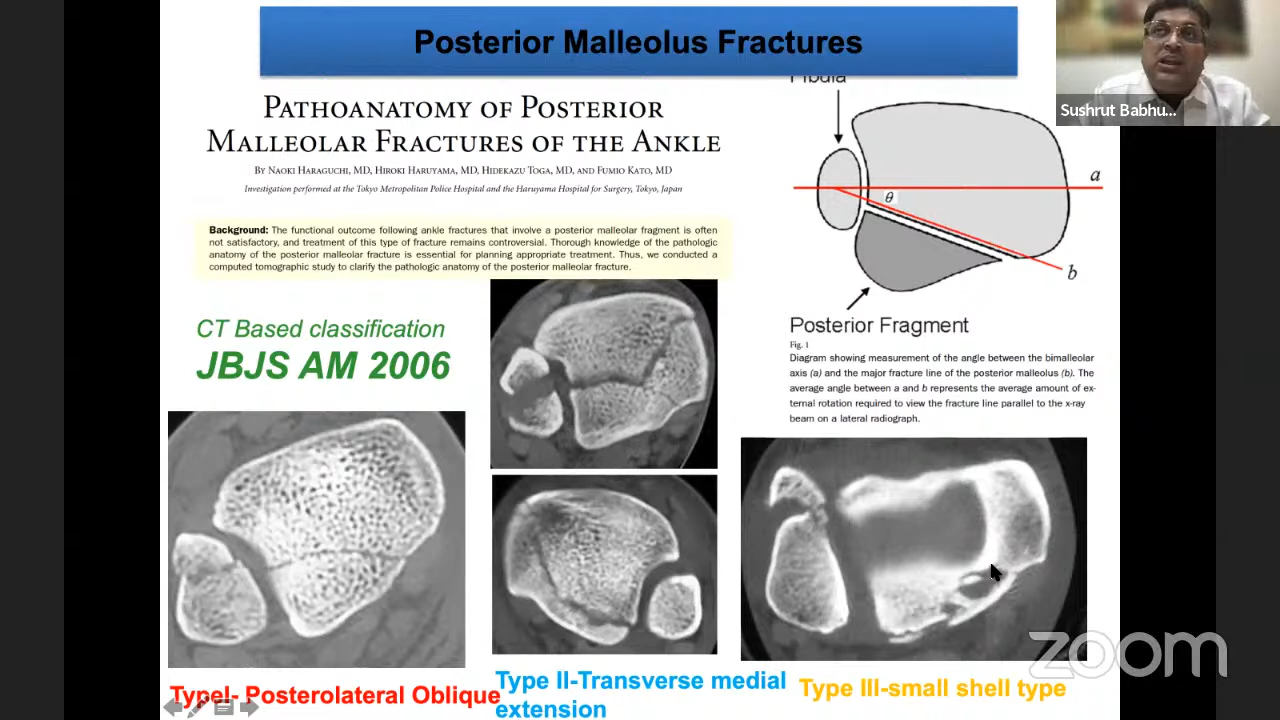 Posterior Malleolus Fractures
Sushrut Babhu...
PATHOANATOMY OF POSTERIOR
MALLEOLAR FRACTURES OF THE ANKLE
BY NAOKI HARAGUCHI, MD, HIROKI HARUYAMA, MD, HIDEKAZU TOGA, MD, AND FUMIO KATO, MD
Investigation performed at the Tokyo Metropolitan Police Hospital and the Haruyama Hospital for Surgery, Tokyo, Japan
Background: The functional outcome following ankle fractures that involve a posterior malleolar fragment is often
not satisfactory, and treatment of this type of fracture remains controversial. Thorough knowledge of the pathologic
anatomy of the posterior malleolar fracture is essential for planning appropriate treatment. Thus, we conducted a
computed tomographic study to clarify the pathologic anatomy of the posterior malleolar fracture.
Fibula
a
θ
b
Posterior Fragment
Fig. 1
Diagram showing measurement of the angle between the bimalleolar
axis (a) and the major fracture line of the posterior malleolus (b). The
average angle between a and b represents the average amount of ex-
ternal rotation required to view the fracture line parallel to the x-ray
beam on a lateral radiograph.
CT Based classification
JBJS AM 2006
TypeI- Posterolateral Oblique
Type II-Transverse medial
extension
Type III-small shell type
zoom